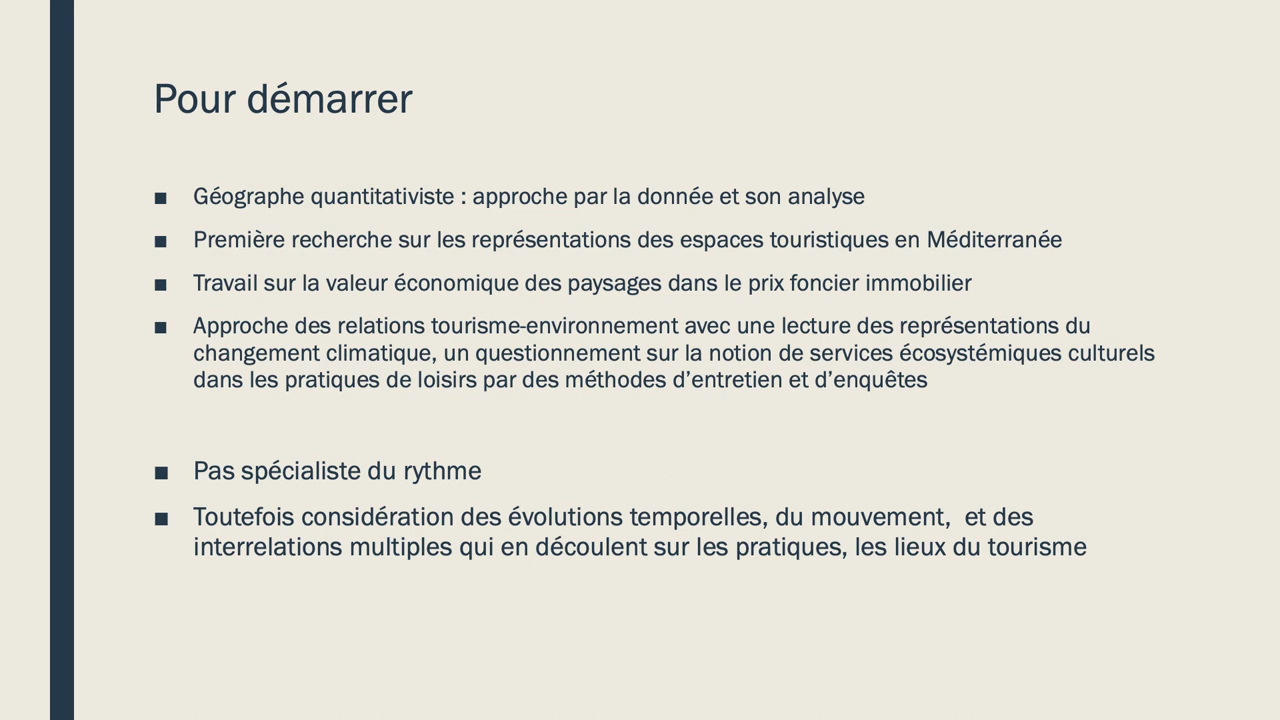 Pour démarrer
■ Géographe quantitativiste : approche par la donnée et son analyse
■ Première recherche sur les représentations des espaces touristiques en Méditerranée
■ Travail sur la valeur économique des paysages dans le prix foncier immobilier
■ Approche des relations tourisme-environnement avec une lecture des représentations du
changement climatique, un questionnement sur la notion de services écosystémiques culturels
dans les pratiques de loisirs par des méthodes d’entretien et d’enquêtes
■ Pas spécialiste du rythme
■ Toutefois considération des évolutions temporelles, du mouvement,  et des
interrelations multiples qui en découlent sur les pratiques, les lieux du tourisme